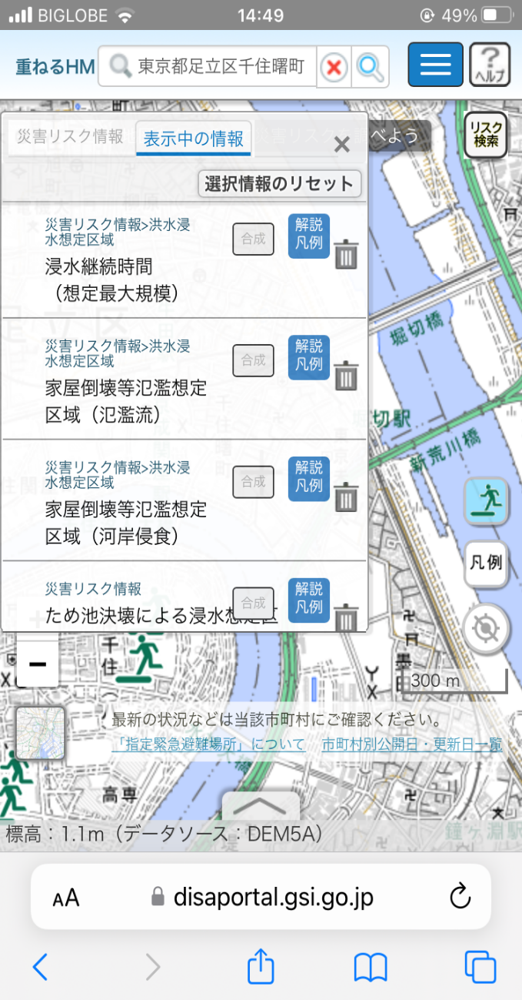 BIGLOBE 14:49 49%
重ねるHM 東京都足立区千住曙町 ? ヘルプ
災害リスク情報 表示中の情報 べよう リスク
検索
選択情報のリセット
災害リスク情報>洪水浸
水想定区域
浸水継続時間
（想定最大規模）
合成 解説
凡例
災害リスク情報>洪水浸
水想定区域
家屋倒壊等氾濫想定
区域（氾濫流）
合成 解説
凡例
災害リスク情報>洪水浸
水想定区域
家屋倒壊等氾濫想定
区域（河岸侵食）
合成 解説
凡例
災害リスク情報
ため池決壊による浸水想定区
合成 解説
凡例
堀切橋
切駅
新荒川橋
凡例
千住
300 m
最新の状況などは当該市町村にご確認ください。
「指定緊急避難場所」について 市町村別公開日・更新日一覧
高専
鐘ヶ淵駅
標高：1.1m（データソース：DEM5A）
AA disaportal.gsi.go.jp